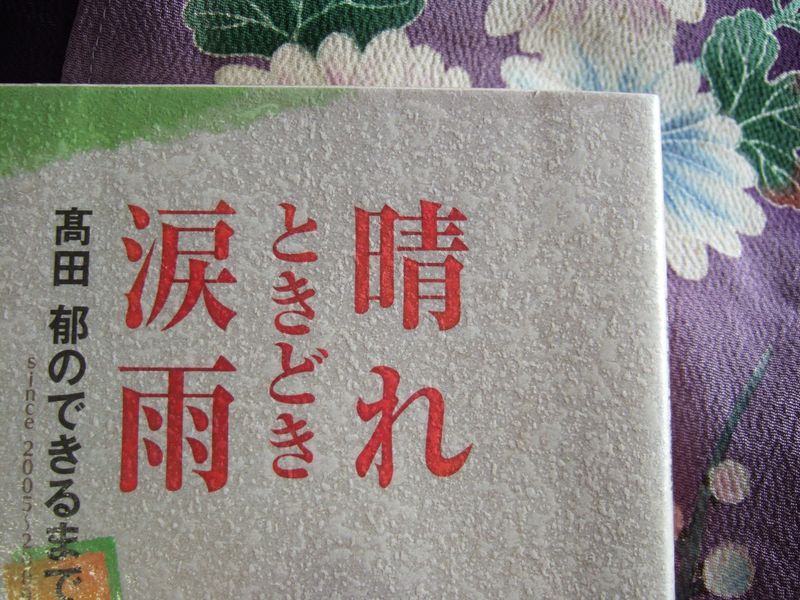 晴れ
ときどき
涙雨
髙田 郁のできるまで
since 2005~2